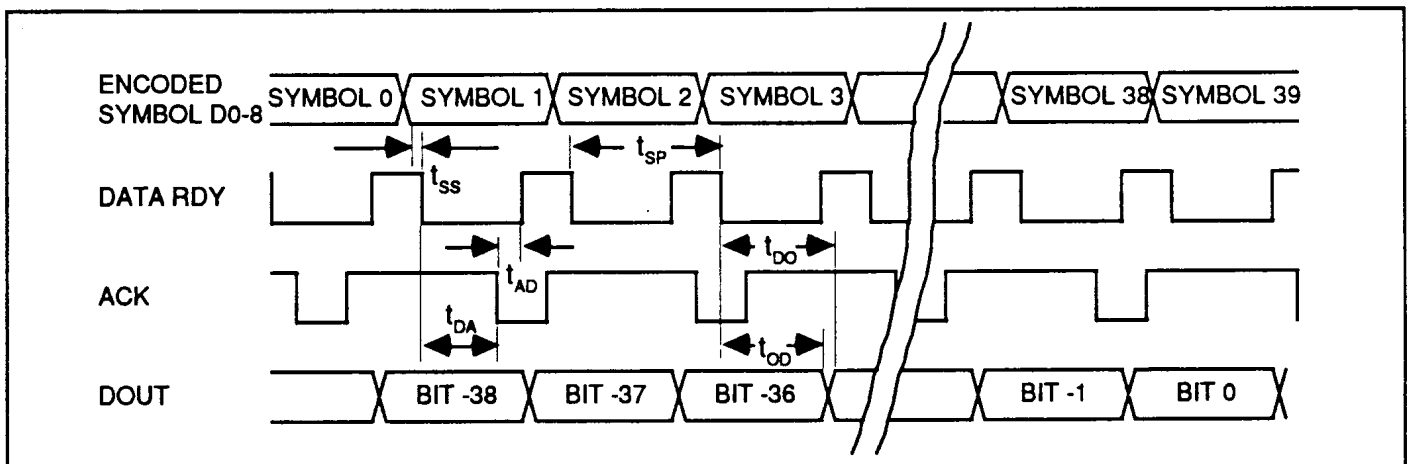 ENCODED
SYMBOL D0-8
SYMBOL 0 SYMBOL 1 SYMBOL 2 SYMBOL 3 SYMBOL 38 SYMBOL 39
tSP
tSS
DATA RDY
tDO
tAD
ACK
tDA
tOD
DOUT
BIT -38 BIT -37 BIT -36 BIT -1 BIT 0